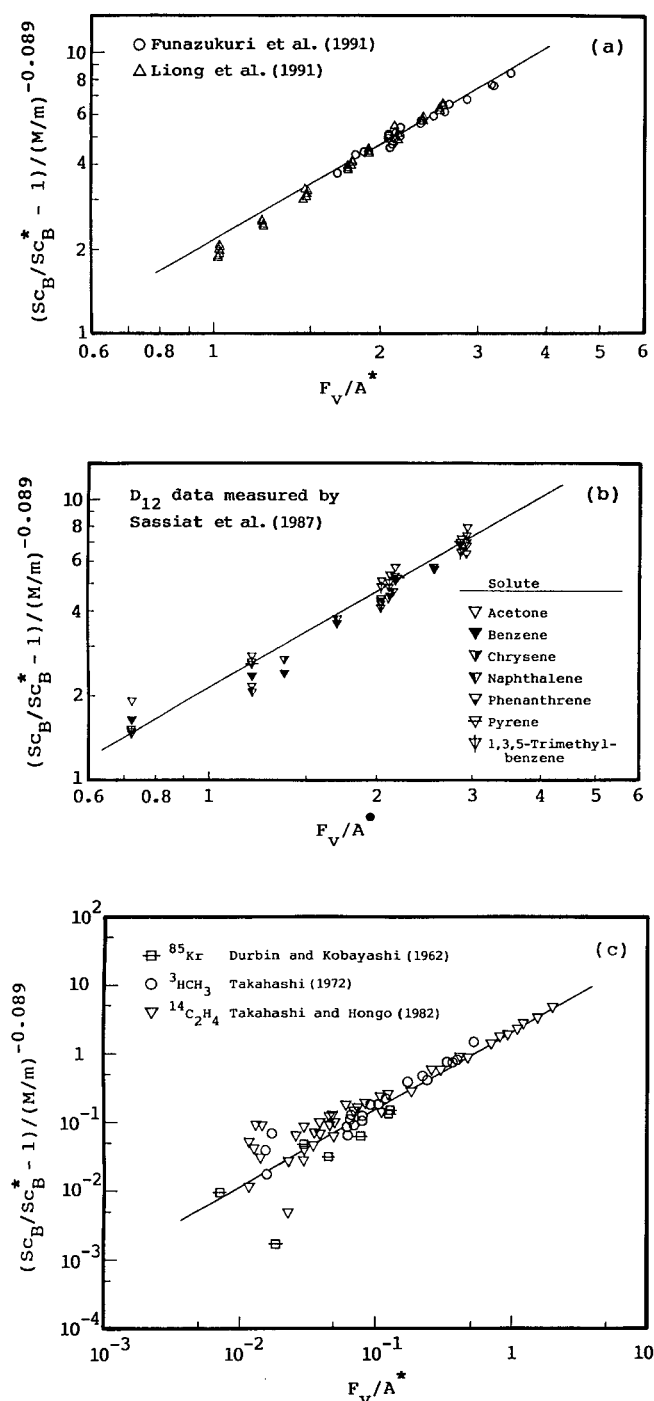 (a)
○ Funazukuri et al. (1991)
△ Liong et al. (1991)
(Sc_B/Sc_B^* - 1)/(M/m)^-0.089
10
8
6
4
2
1
0.6 0.8 1 2 3 4 5 6
F_v/A^*
(b)
D_12 data measured by
Sassiat et al. (1987)
Solute
▽ Acetone
▼ Benzene
Chrysene
Naphthalene
Phenanthrene
Pyrene
1,3,5-Trimethyl-
benzene
(Sc_B/Sc_B^* - 1)/(M/m)^-0.089
10
8
6
4
2
1
0.6 0.8 1 2 3 4 5 6
F_v/A^•
(c)
^85Kr Durbin and Kobayashi (1962)
○ ^3HCH_3 Takahashi (1972)
▽ ^14C_2H_4 Takahashi and Hongo (1982)
(Sc_B/Sc_B^* - 1)/(M/m)^-0.089
10^2
10
1
10^-1
10^-2
10^-3
10^-4
10^-3 10^-2 10^-1 1 10
F_v/A^*